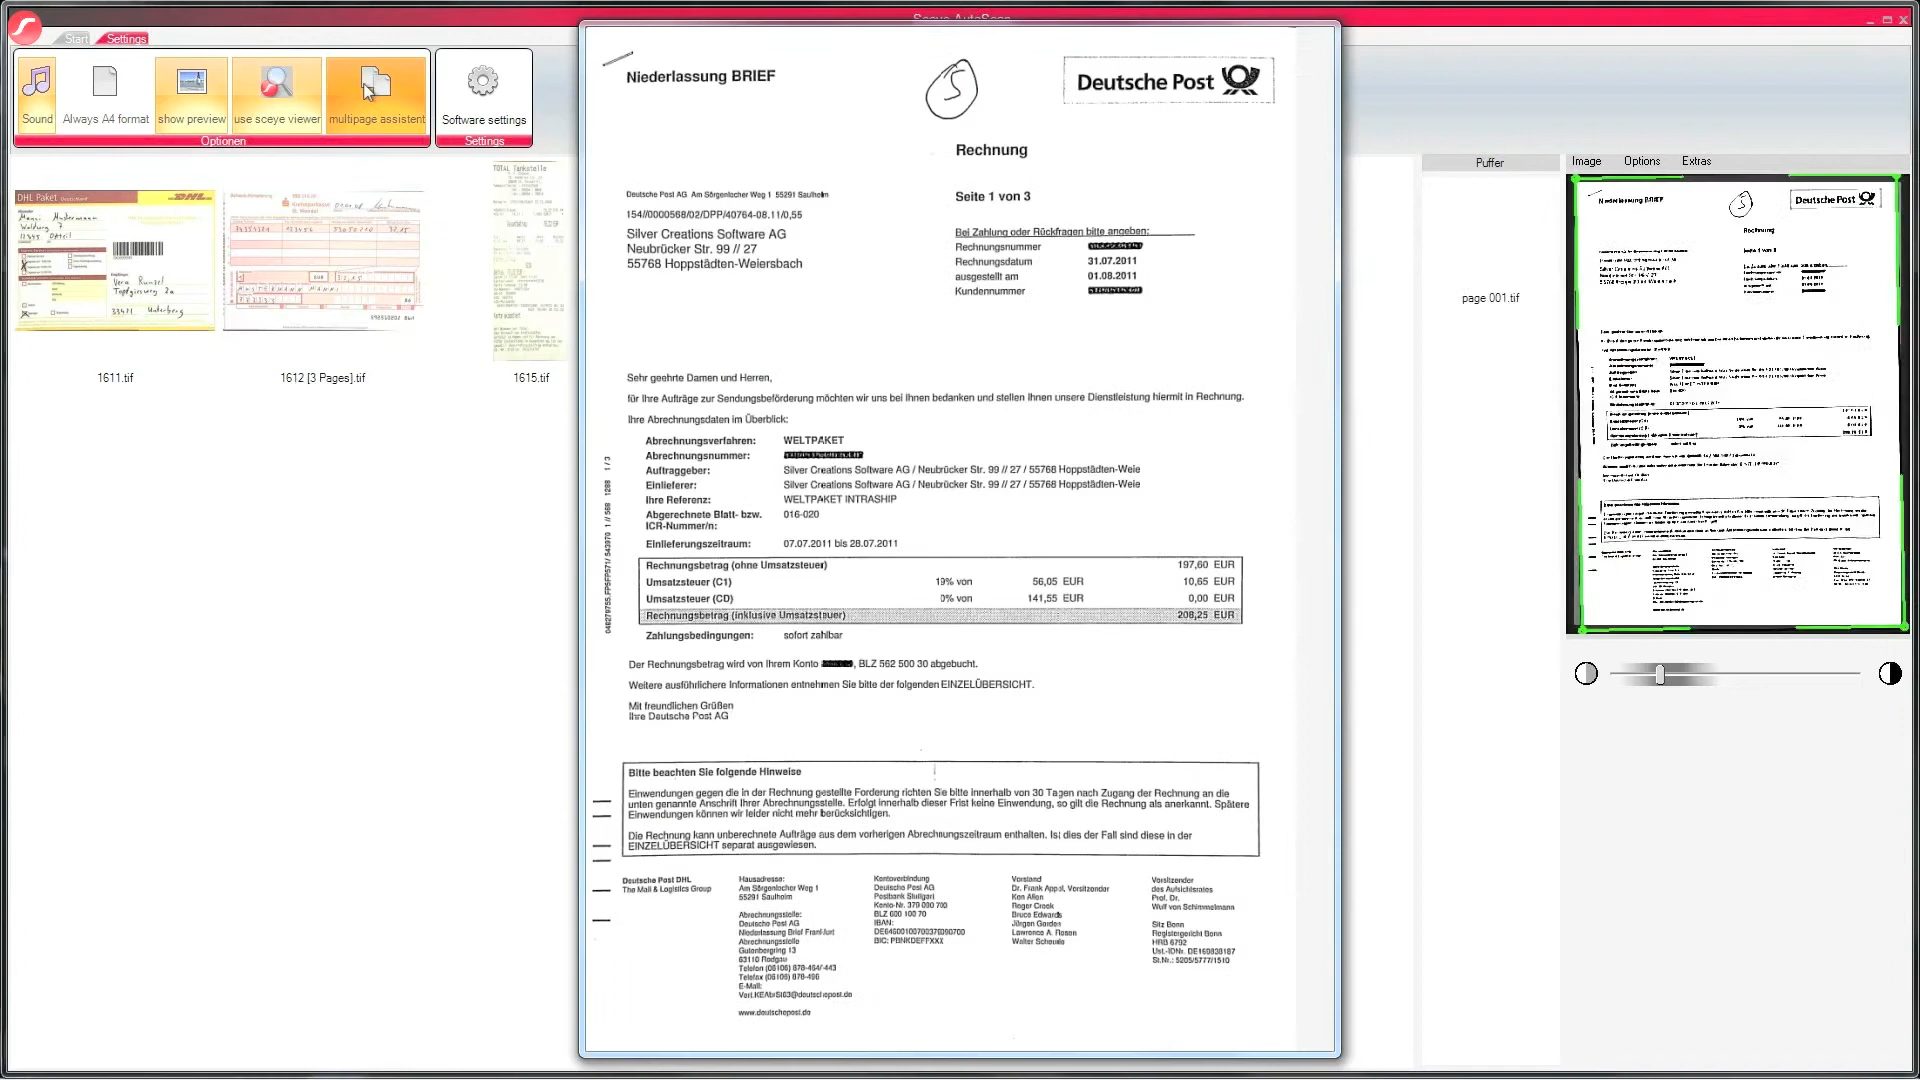 Sceye AutoScan
Start
Settings
Sound
Always A4 format
show preview
use sceye viewer
multipage assistent
Software settings
Optionen
Settings
DHL Paket
DHL
1611.tif
1612 [3 Pages].tif
TOTAL Tankstelle
1615.tif
Niederlassung BRIEF
5
Deutsche Post
Rechnung
Deutsche Post AG Am Sörgenlocher Weg 1 55291 Saulheim
Seite 1 von 3
154//0000568/02/DPP/40764-08.11/0,55
Silver Creations Software AG
Neubrücker Str. 99 // 27
55768 Hoppstädten-Weiersbach
Bei Zahlung oder Rückfragen bitte angeben:
Rechnungsnummer
Rechnungsdatum 31.07.2011
ausgestellt am 01.08.2011
Kundennummer
Sehr geehrte Damen und Herren,
für Ihre Aufträge zur Sendungsbeförderung möchten wir uns bei Ihnen bedanken und stellen Ihnen unsere Dienstleistung hiermit in Rechnung.
Ihre Abrechnungsdaten im Überblick:
Abrechnungsverfahren: WELTPAKET
Abrechnungsnummer:
Auftraggeber: Silver Creations Software AG / Neubrücker Str. 99 // 27 / 55768 Hoppstädten-Weie
Einlieferer: Silver Creations Software AG / Neubrücker Str. 99 // 27 / 55768 Hoppstädten-Weie
Ihre Referenz: WELTPAKET INTRASHIP
Abgerechnete Blatt- bzw. 016-020
ICR-Nummer/n:
Einlieferungszeitraum: 07.07.2011 bis 28.07.2011
Rechnungsbetrag (ohne Umsatzsteuer) 197,60 EUR
Umsatzsteuer (C1) 19% von 56,05 EUR 10,65 EUR
Umsatzsteuer (CD) 0% von 141,55 EUR 0,00 EUR
Rechnungsbetrag (inklusive Umsatzsteuer) 208,25 EUR
Zahlungsbedingungen: sofort zahlbar
Der Rechnungsbetrag wird von Ihrem Konto , BLZ 562 500 30 abgebucht.
Weitere ausführlichere Informationen entnehmen Sie bitte der folgenden EINZELÜBERSICHT.
Mit freundlichen Grüßen
Ihre Deutsche Post AG
Bitte beachten Sie folgende Hinweise
Einwendungen gegen die in der Rechnung gestellte Forderung richten Sie bitte innerhalb von 30 Tagen nach Zugang der Rechnung an die
unten genannte Anschrift Ihrer Abrechnungsstelle. Erfolgt innerhalb dieser Frist keine Einwendung, so gilt die Rechnung als anerkannt. Spätere
Einwendungen können wir leider nicht mehr berücksichtigen.
Die Rechnung kann unberechnete Aufträge aus dem vorherigen Abrechnungszeitraum enthalten. Ist dies der Fall sind diese in der
EINZELÜBERSICHT separat ausgewiesen.
Deutsche Post DHL
The Mail & Logistics Group
Hausadresse:
Am Sörgenlocher Weg 1
55291 Saulheim
Abrechnungsstelle:
Deutsche Post AG
Niederlassung Brief Frankfurt
Abrechnungsstelle
Gutenbergring 13
63110 Rodgau
Telefon (06106) 878-464/-443
Telefax (06106) 878-496
E-Mail:
www.deutschepost.de
Kontoverbindung
Deutsche Post AG
Postbank Stuttgart
Konto-Nr. 379 090 700
BLZ 600 100 70
IBAN:
BIC: PBNKDEFFXXX
Vorstand
Dr. Frank Appel, Vorsitzender
Ken Allen
Roger Crook
Bruce Edwards
Jürgen Gerdes
Lawrence A. Rosen
Walter Scheurle
Vorsitzender
des Aufsichtsrates
Prof. Dr.
Wulf von Schimmelmann
Sitz Bonn
Registergericht Bonn
HRB 6792
St.Nr.: 5205/5777/1510
Puffer
page 001.tif
Image
Options
Extras
Niederlassung BRIEF
5
Deutsche Post
Rechnung